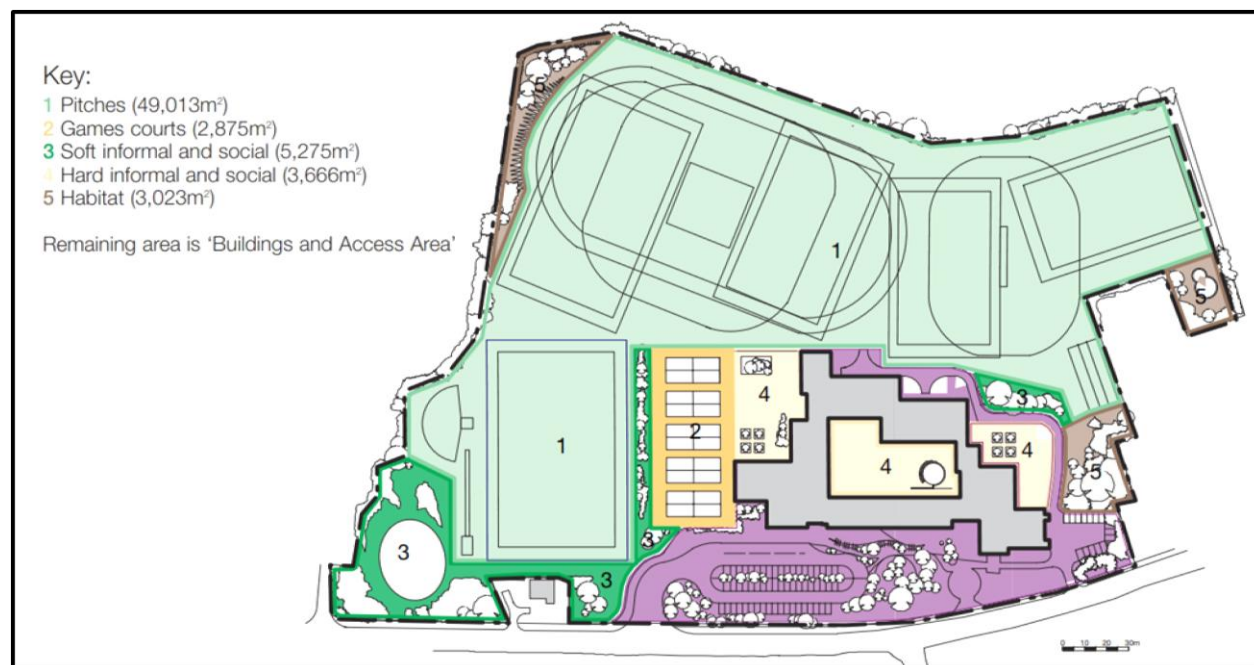 Key:
1 Pitches (49,013m²)
2 Games courts (2,875m²)
3 Soft informal and social (5,275m²)
4 Hard informal and social (3,666m²)
5 Habitat (3,023m²)
Remaining area is ‘Buildings and Access Area’
5
1
5
4
3
2
1
4
4
5
3
3
3
0 10 20 30m